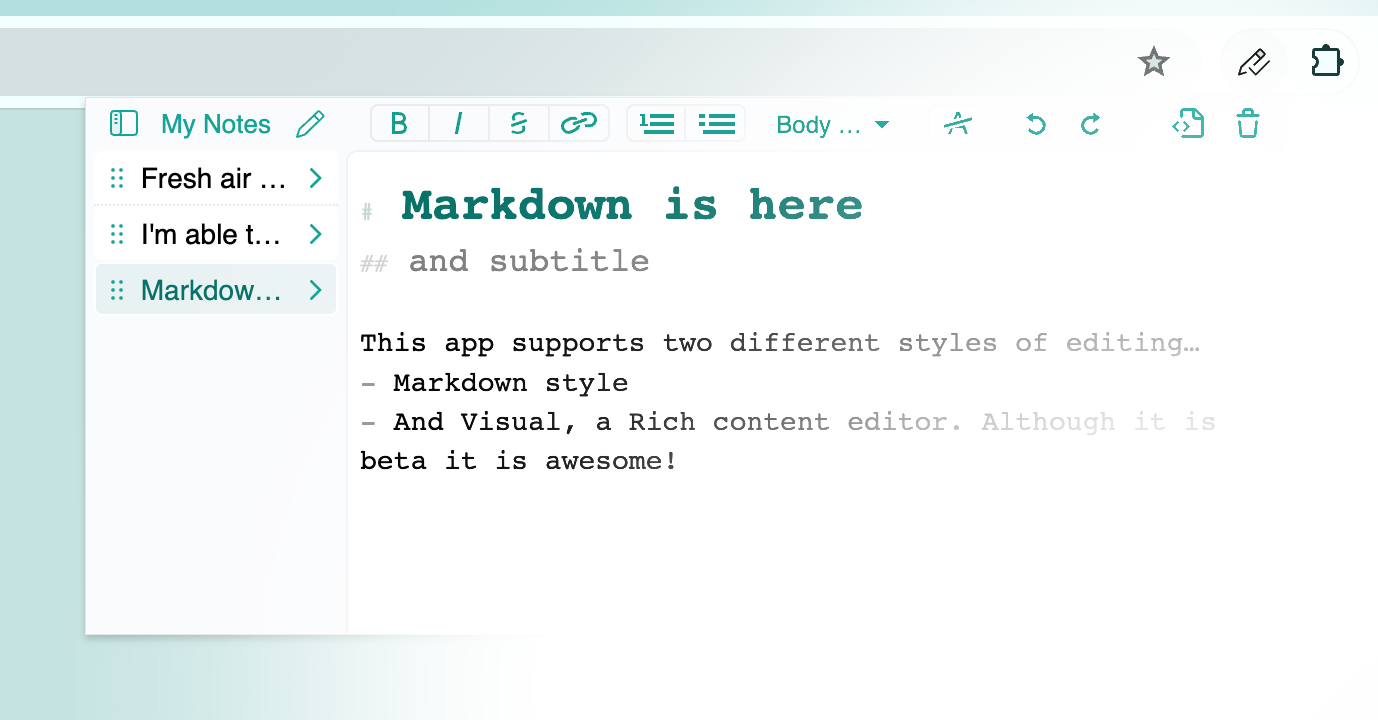 My Notes
B I S
Body ...
Fresh air ...
I'm able t...
Markdow...
# Markdown is here
## and subtitle
This app supports two different styles of editing…
– Markdown style
– And Visual, a Rich content editor. Although it is
beta it is awesome!